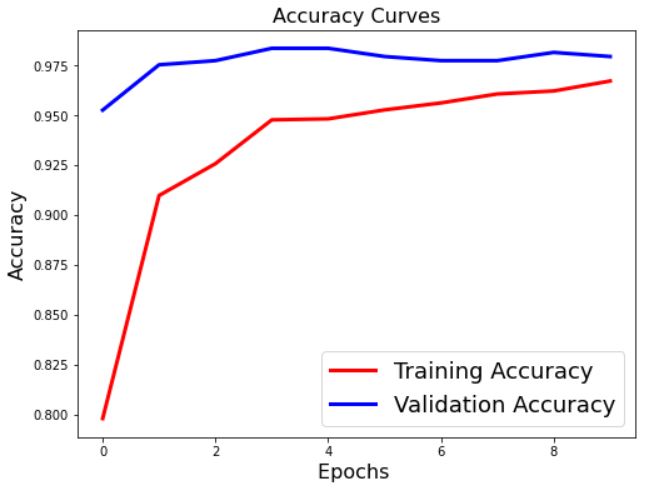 Accuracy Curves
0.975
0.950
0.925
0.900
0.875
0.850
0.825
0.800
Accuracy
0 2 4 6 8
Epochs
Training Accuracy
Validation Accuracy